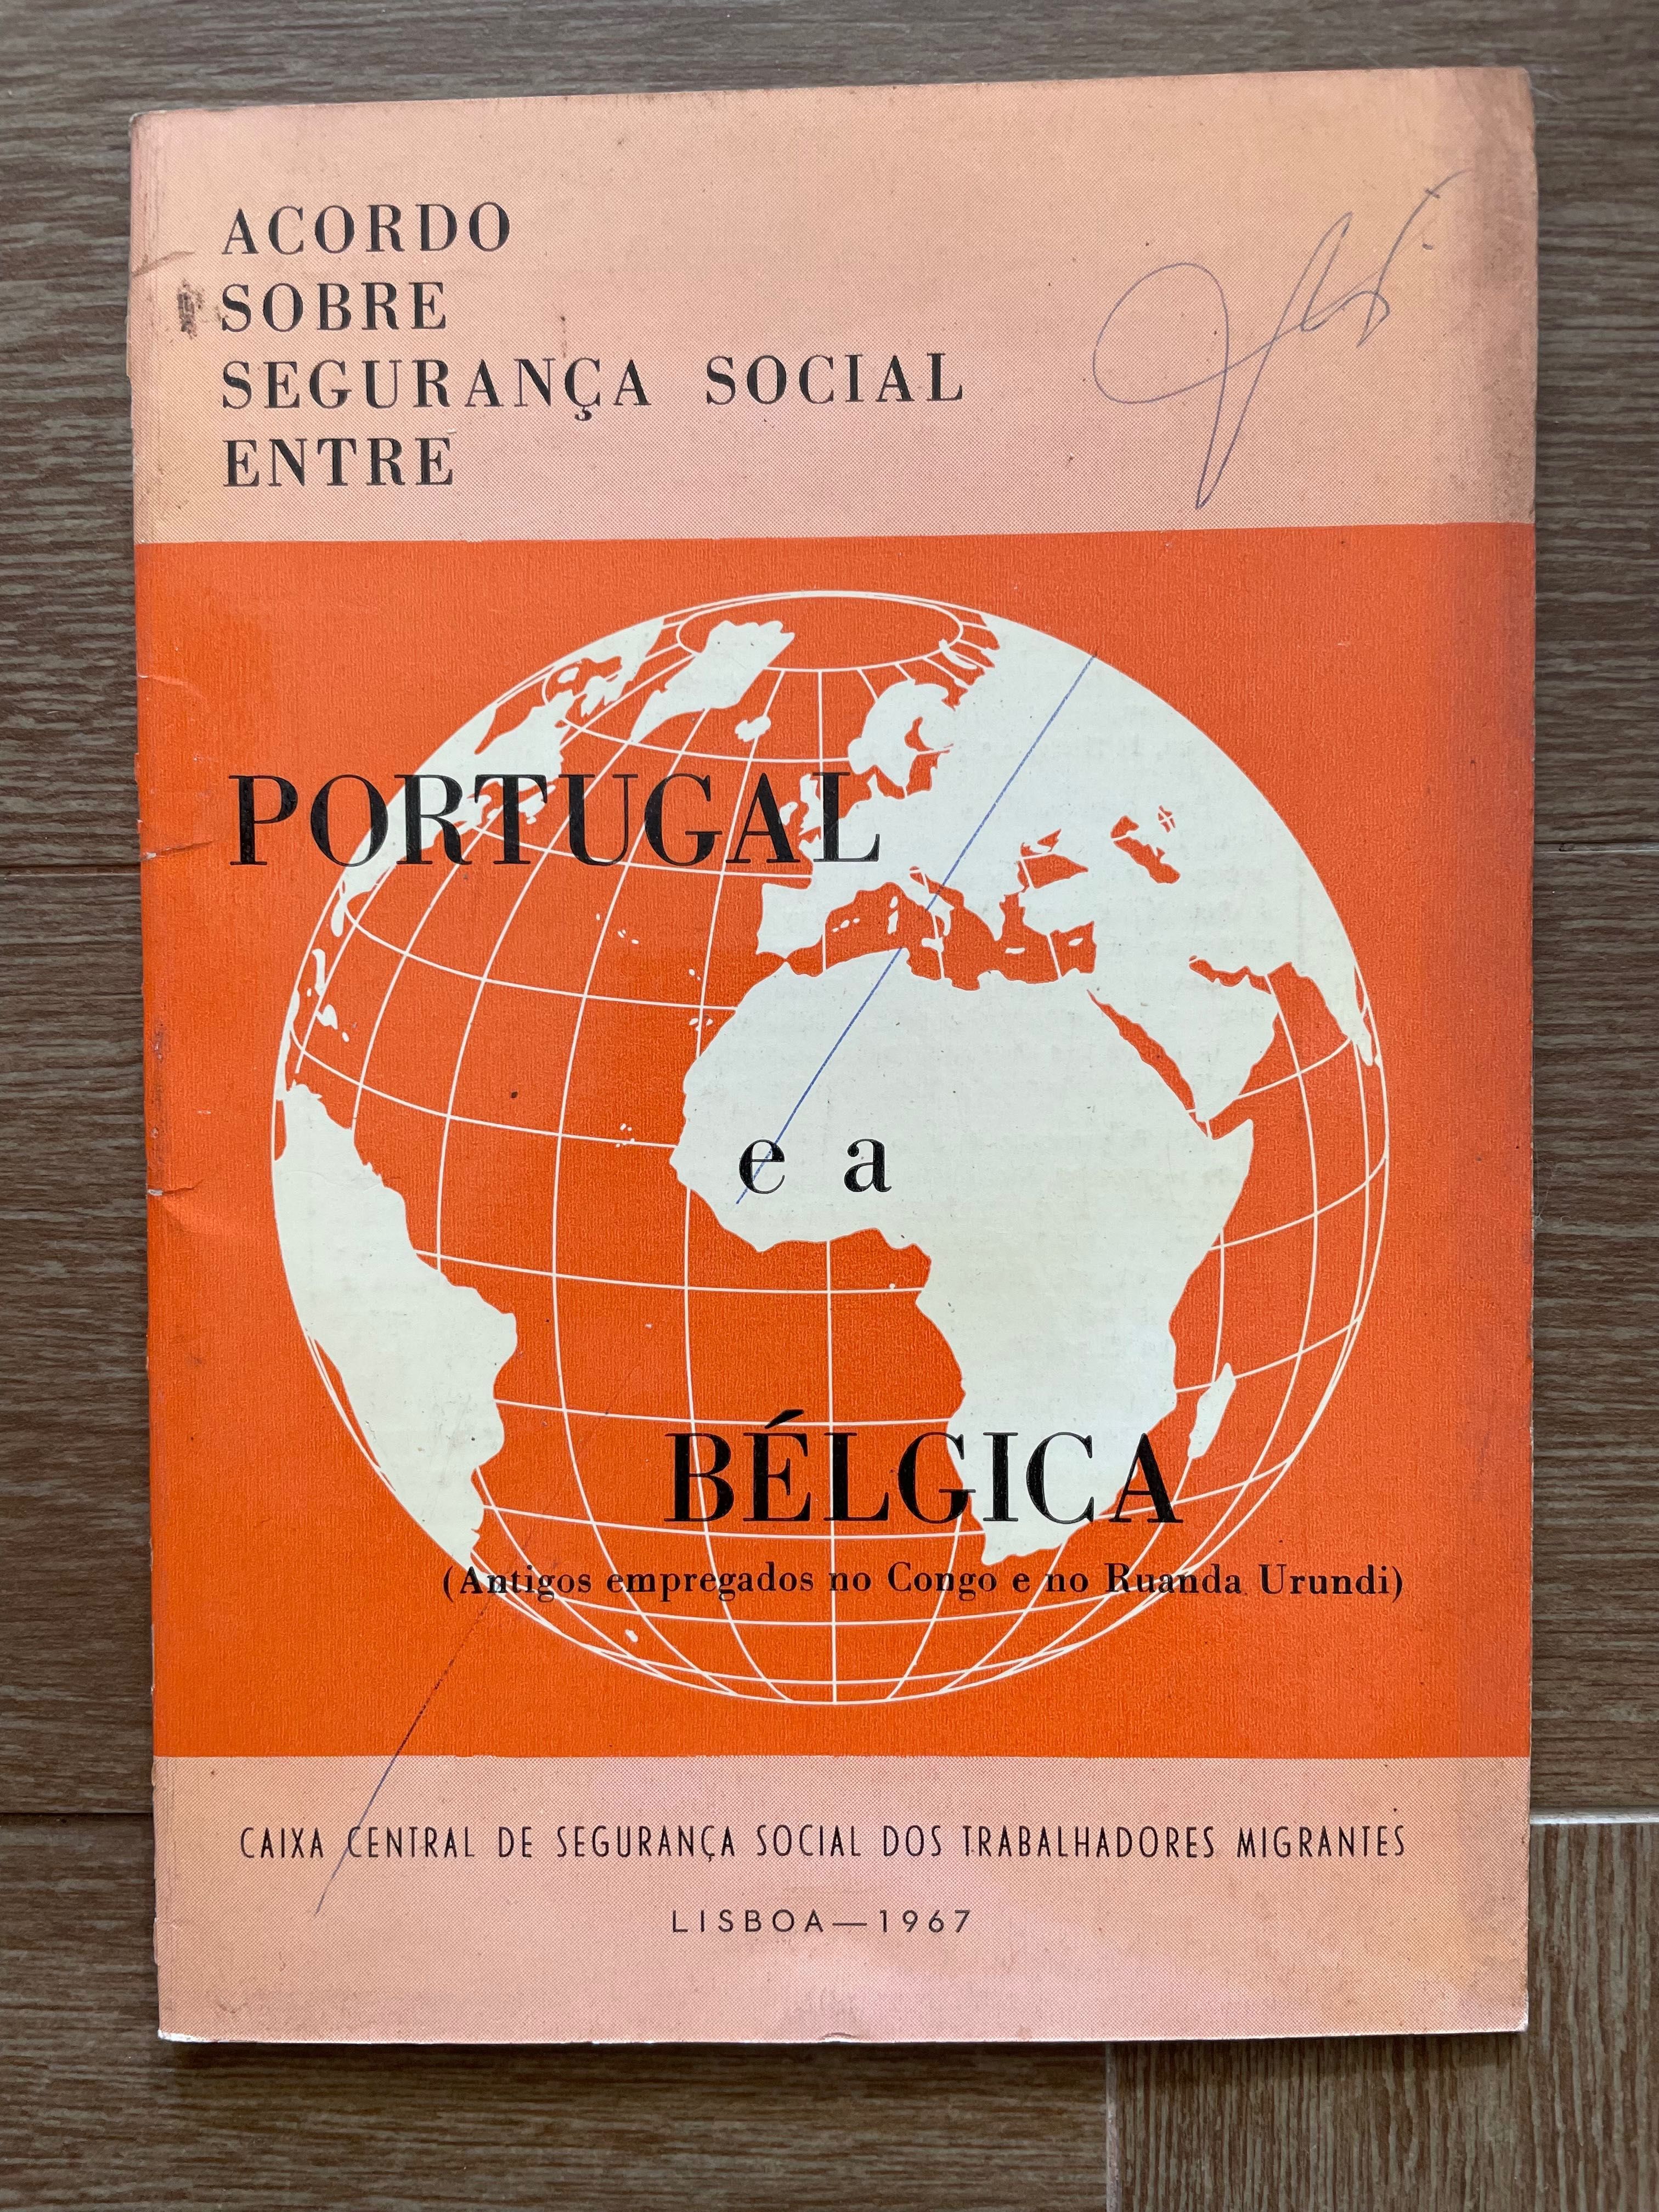 ACORDO
SOBRE
SEGURANÇA SOCIAL
ENTRE
PORTUGAL
e a
BÉLGICA
(Antigos empregados no Congo e no Ruanda Urundi)
CAIXA CENTRAL DE SEGURANÇA SOCIAL DOS TRABALHADORES MIGRANTES
LISBOA—1967